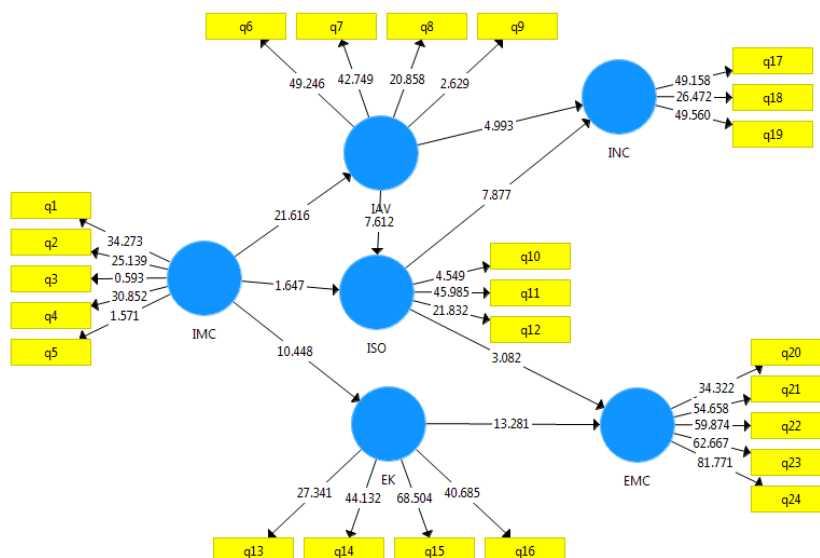 q6
q7
q8
q9
49.246
42.749
20.858
2.629
q17
q18
q19
49.158
26.472
49.560
INC
4.993
7.877
IAV
7.612
21.616
q1
q2
q3
q4
q5
34.273
25.139
0.593
30.852
1.571
IMC
1.647
10.448
ISO
q10
q11
q12
4.549
45.985
21.832
3.082
EK
13.281
27.341
44.132
68.504
40.685
q13
q14
q15
q16
EMC
34.322
54.658
59.874
62.667
81.771
q20
q21
q22
q23
q24